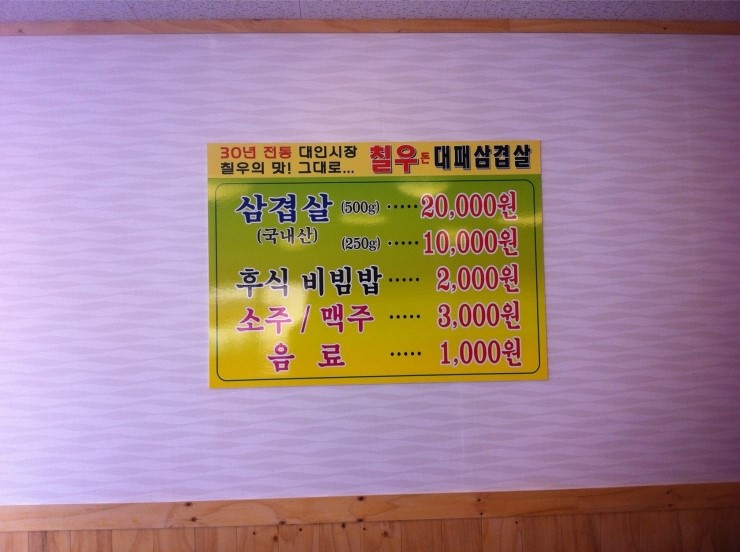 30년 전통 대인시장
칠우의 맛! 그대로...
칠우돈 대패삼겹살
삼겹살 (500g) ····· 20,000원
(국내산) (250g) ····· 10,000원
후식 비빔밥 ····· 2,000원
소주 / 맥주 ····· 3,000원
음 료 ····· 1,000원